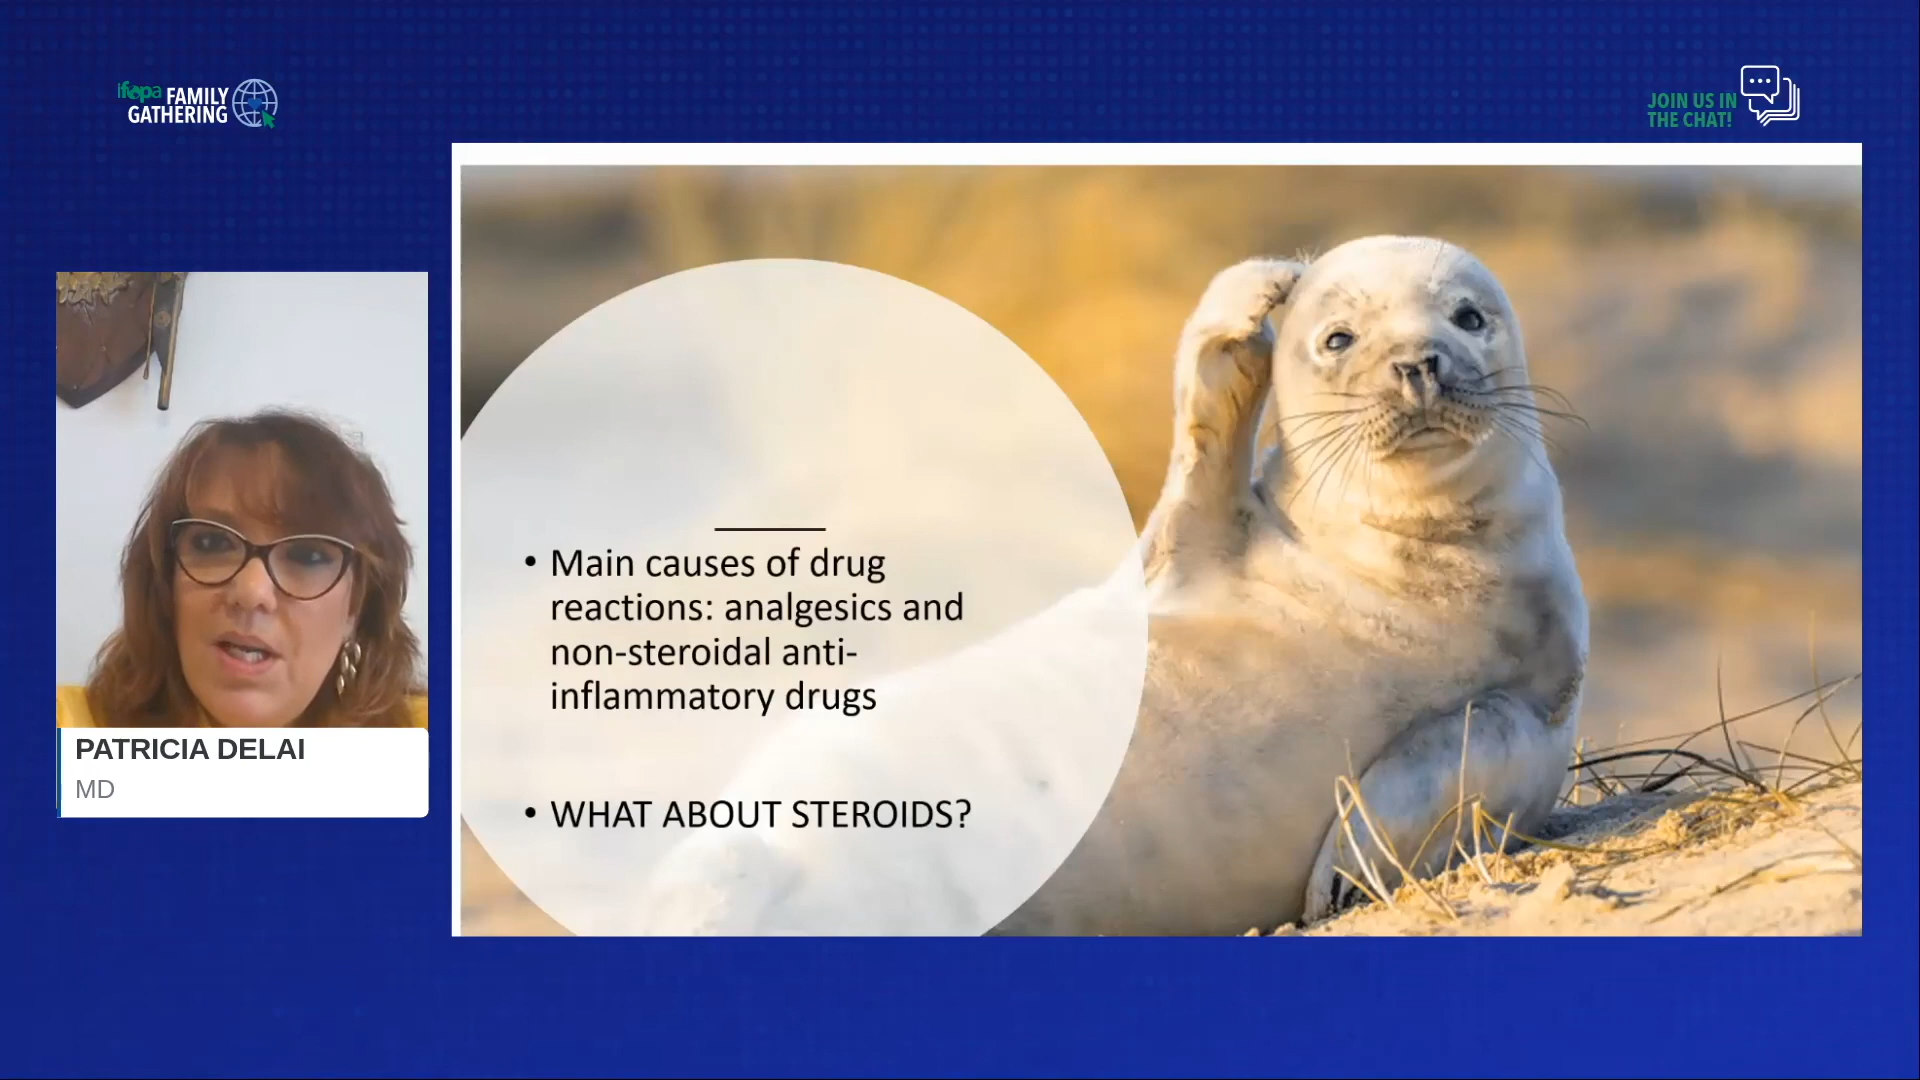 ifopa FAMILY
GATHERING
JOIN US IN
THE CHAT!
• Main causes of drug
reactions: analgesics and
non-steroidal anti-
inflammatory drugs
• WHAT ABOUT STEROIDS?
PATRICIA DELAI
MD